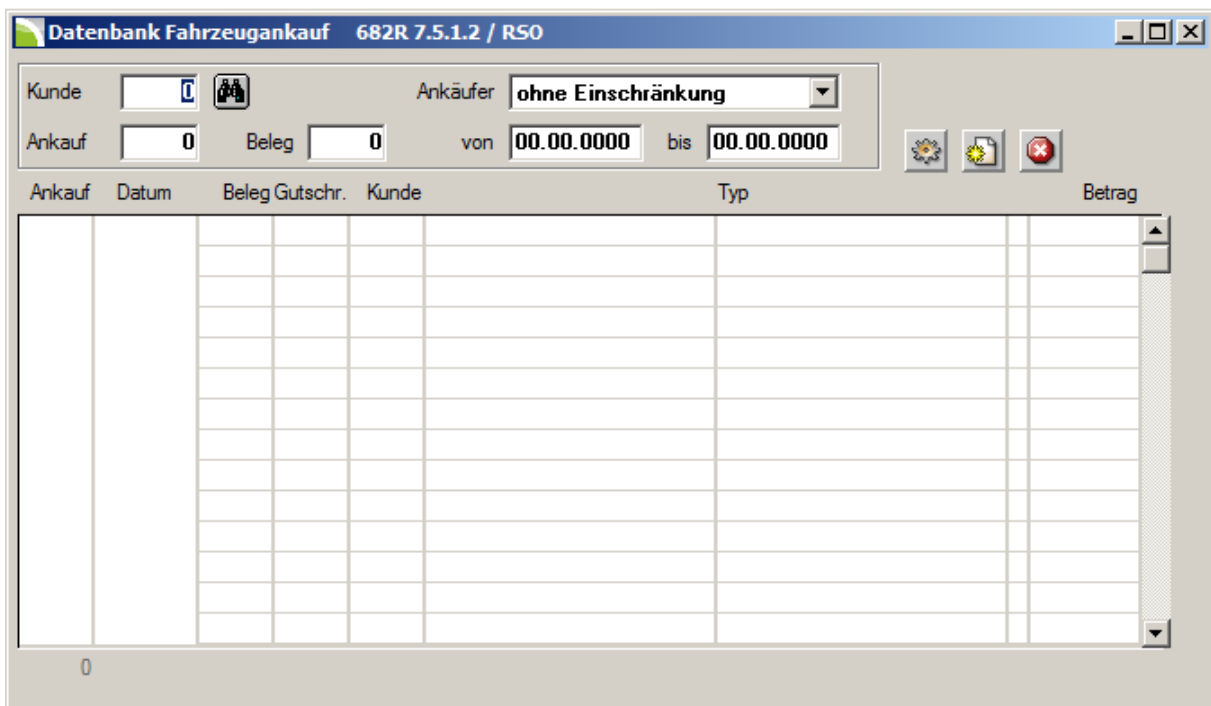 Datenbank Fahrzeugankauf 682R 7.5.1.2 / RSO
Kunde 0 Ankäufer ohne Einschränkung
Ankauf 0 Beleg 0 von 00.00.0000 bis 00.00.0000
Ankauf Datum Beleg Gutschr. Kunde Typ Betrag
0